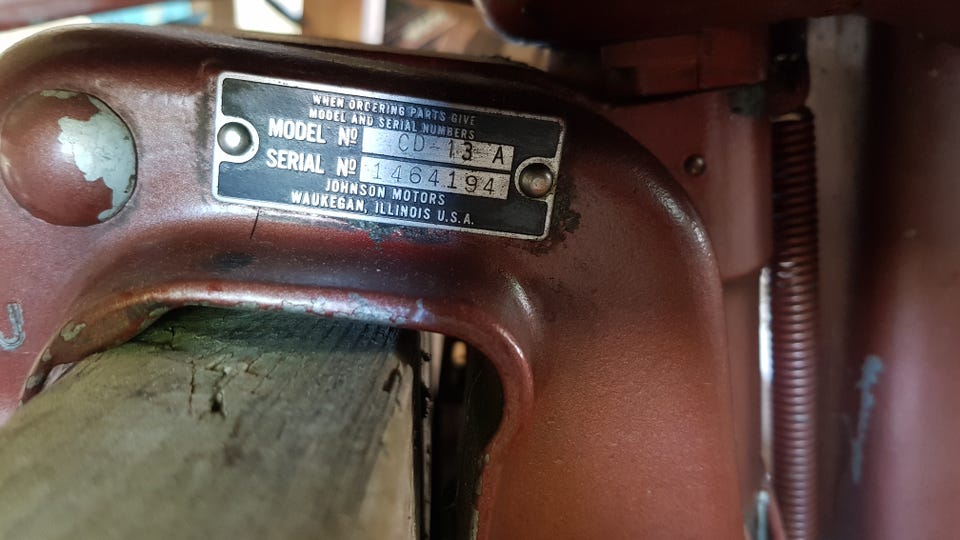 WHEN ORDERING PARTS GIVE
MODEL AND SERIAL NUMBERS
MODEL Nº CD-13 A
SERIAL Nº 1464194
JOHNSON MOTORS
WAUKEGAN, ILLINOIS U.S.A.